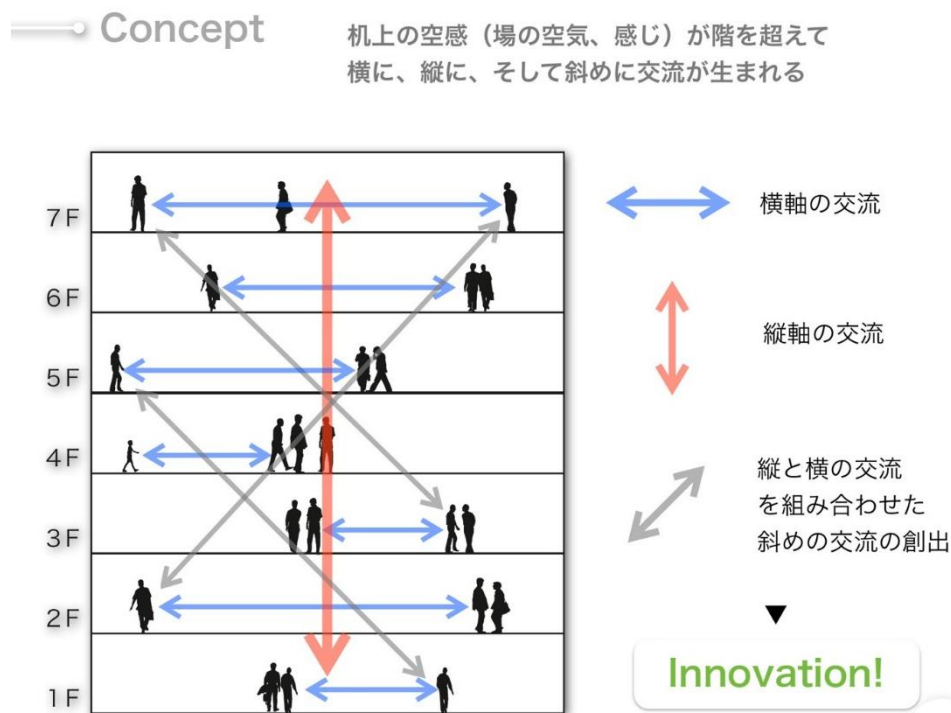 Concept
机上の空感（場の空気、感じ）が階を超えて
横に、縦に、そして斜めに交流が生まれる
7F
6F
5F
4F
3F
2F
1F
横軸の交流
縦軸の交流
縦と横の交流
を組み合わせた
斜めの交流の創出
▼
Innovation!